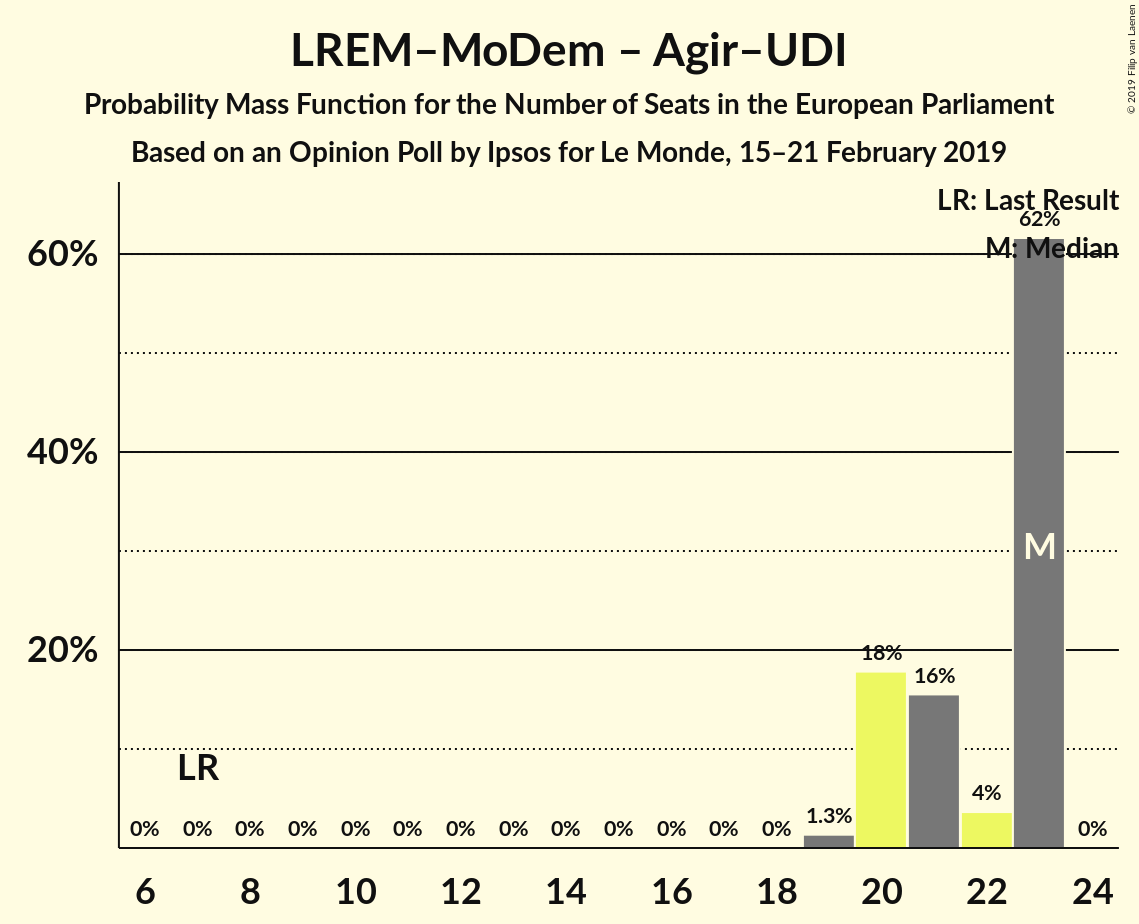 LREM–MoDem – Agir–UDI
Probability Mass Function for the Number of Seats in the European Parliament
Based on an Opinion Poll by Ipsos for Le Monde, 15–21 February 2019
© 2019 Filip van Laenen
LR: Last Result
62%
M: Median
60%
40%
M
20%
18%
16%
LR
4%
1.3%
0% 0% 0% 0% 0% 0% 0% 0% 0% 0% 0% 0% 0% 0%
6 8 10 12 14 16 18 20 22 24